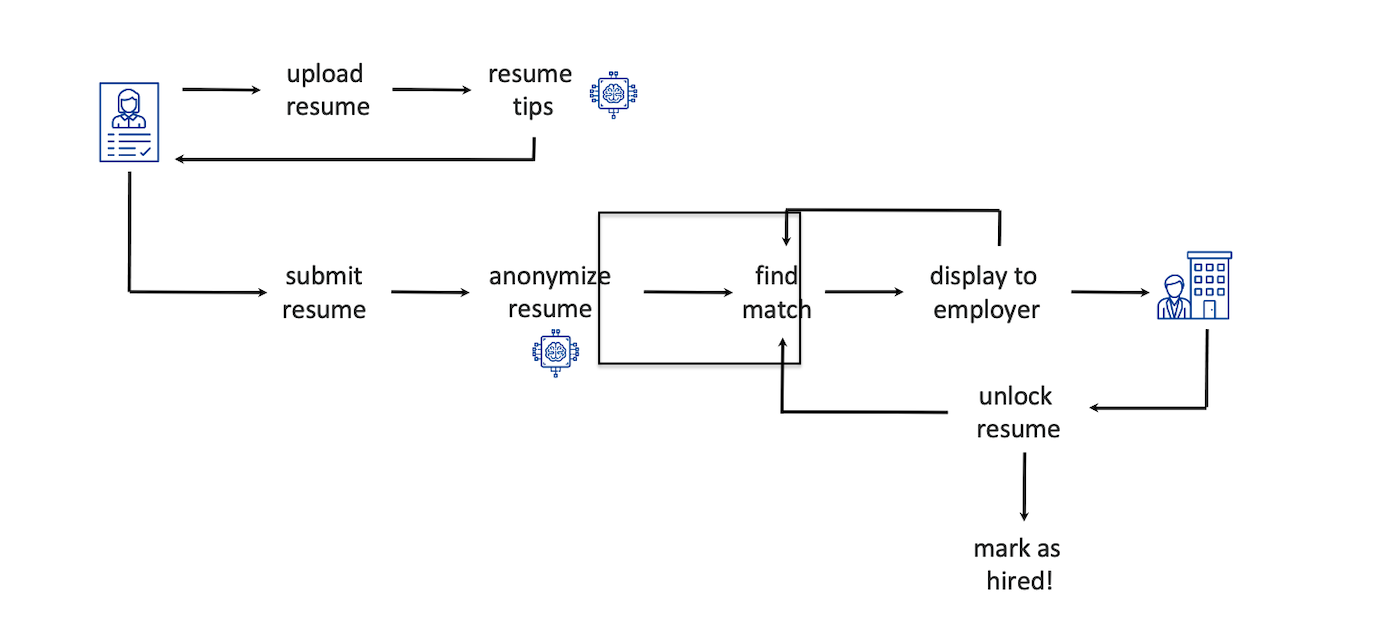 upload
resume
resume
tips
submit
resume
anonymize
resume
find
match
display to
employer
unlock
resume
mark as
hired!